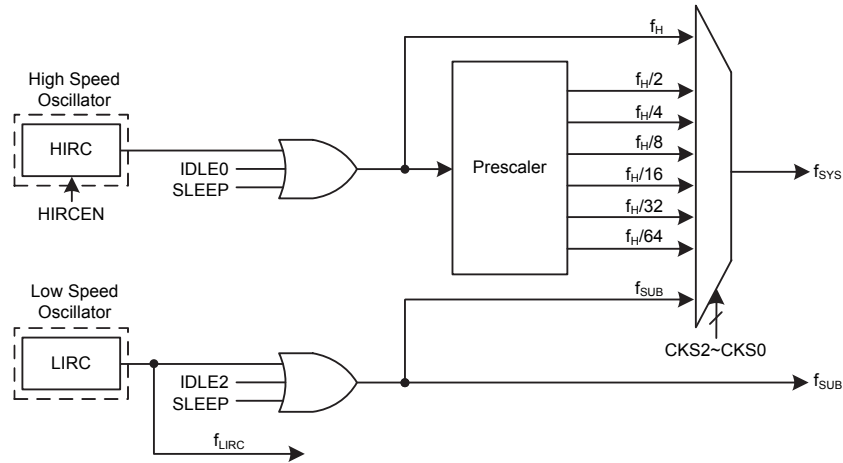 High Speed
Oscillator
HIRC
HIRCEN
IDLE0
SLEEP
Prescaler
fH
fH/2
fH/4
fH/8
fH/16
fH/32
fH/64
fSUB
fSYS
CKS2~CKS0
Low Speed
Oscillator
LIRC
IDLE2
SLEEP
fLIRC
fSUB